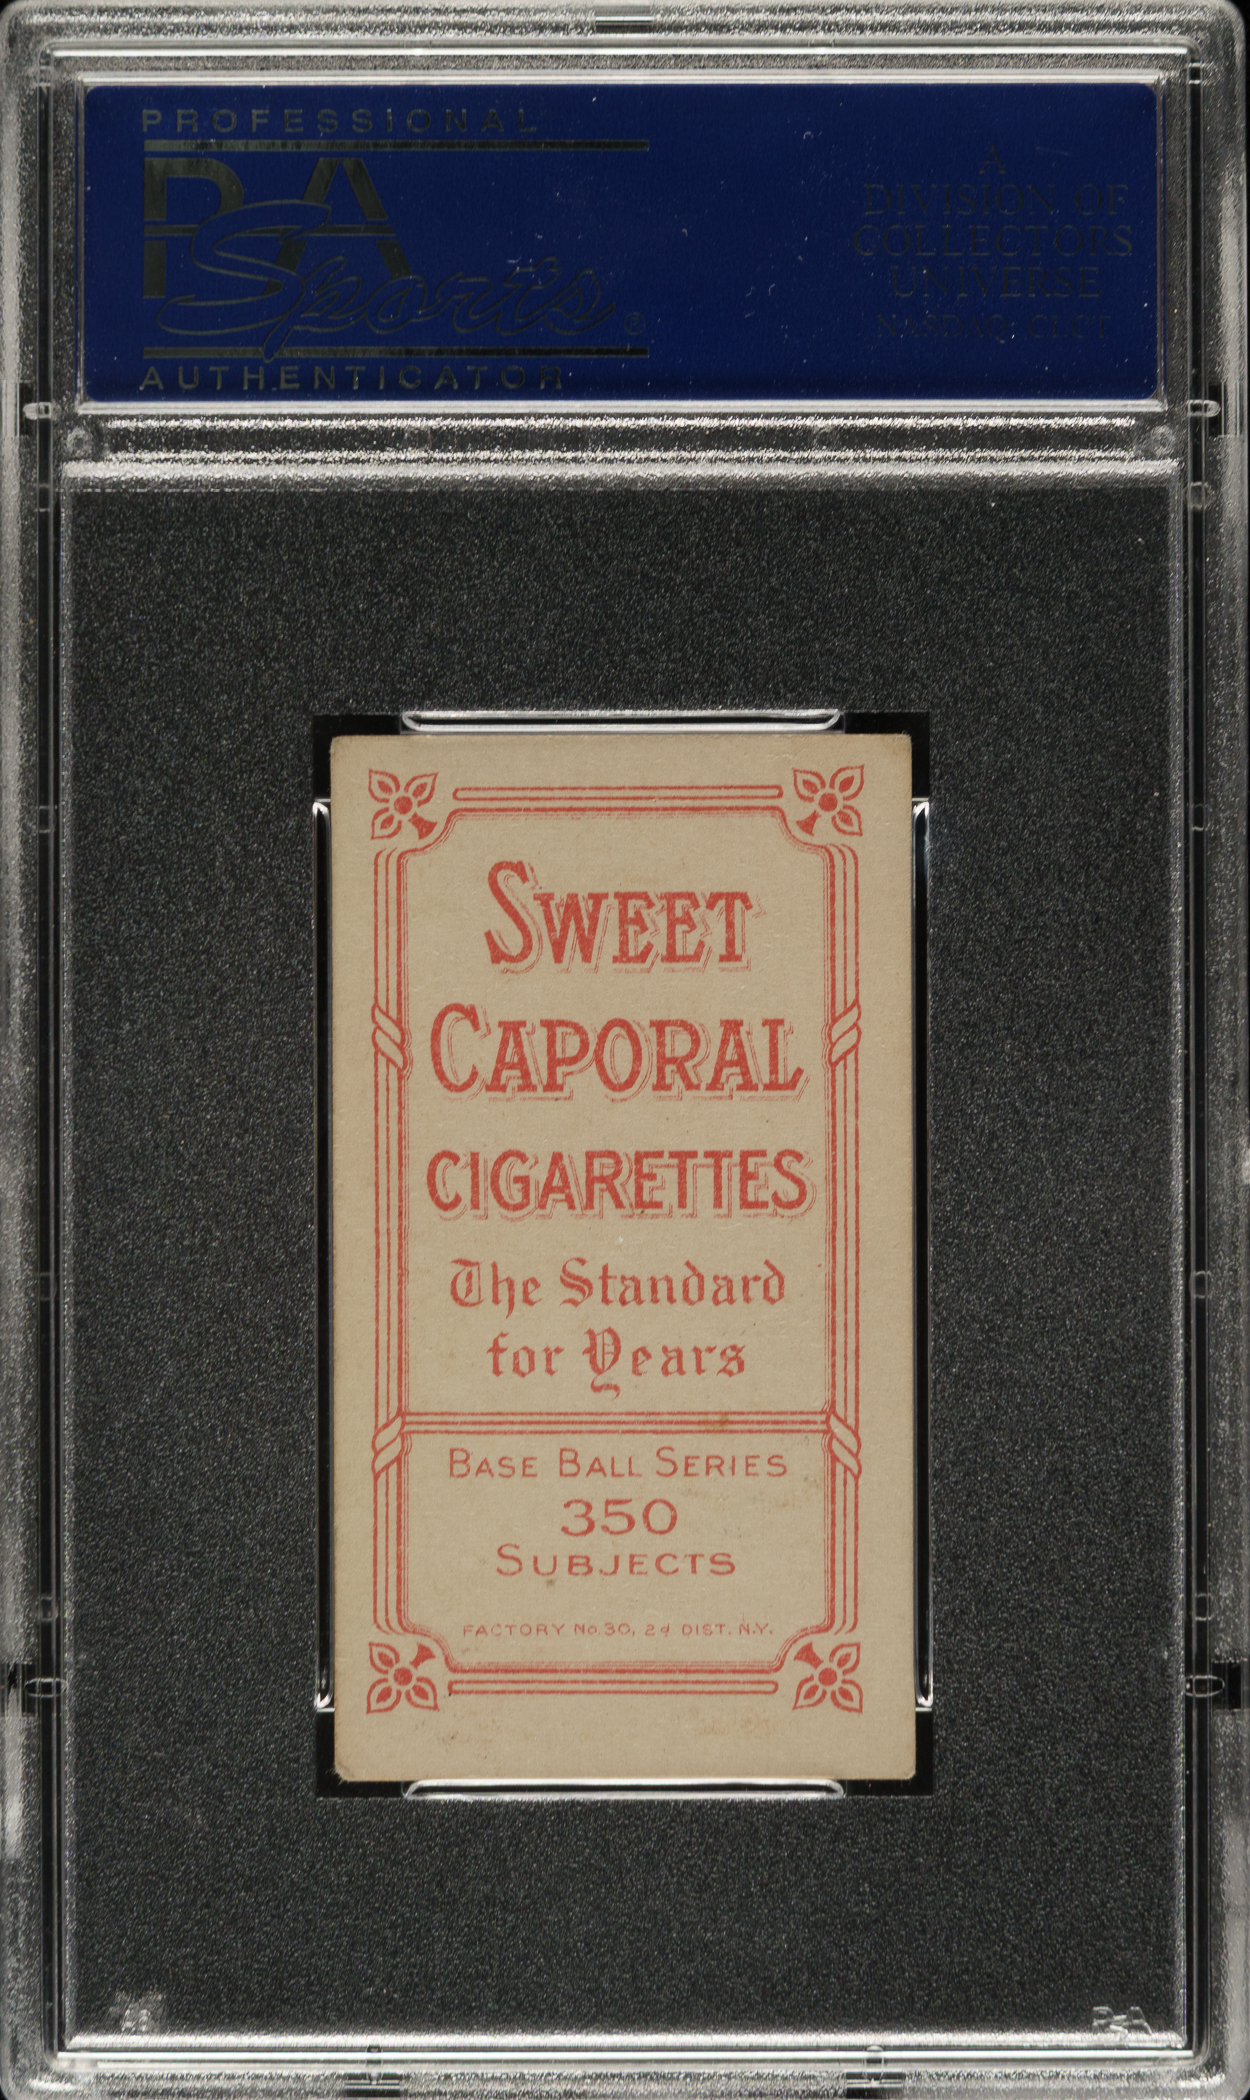 PROFESSIONAL
PSA
Sports®
AUTHENTICATOR
A
DIVISION OF
COLLECTORS
UNIVERSE
NASDAQ: CLCT
SWEET
CAPORAL
CIGARETTES
The Standard
for Years
BASE BALL SERIES
350
SUBJECTS
FACTORY No. 30, 2d DIST. N.Y.
PSA